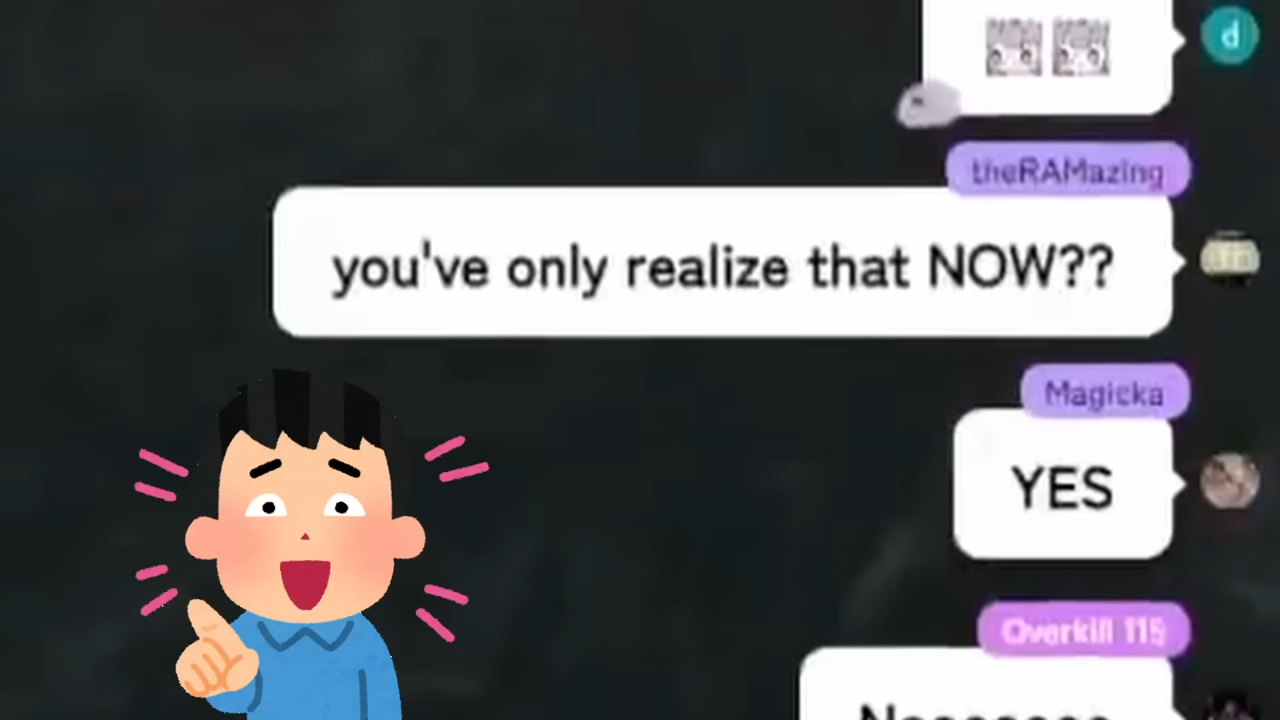 d
theRAMazing
you've only realize that NOW??
Magicka
YES
Overkill 115